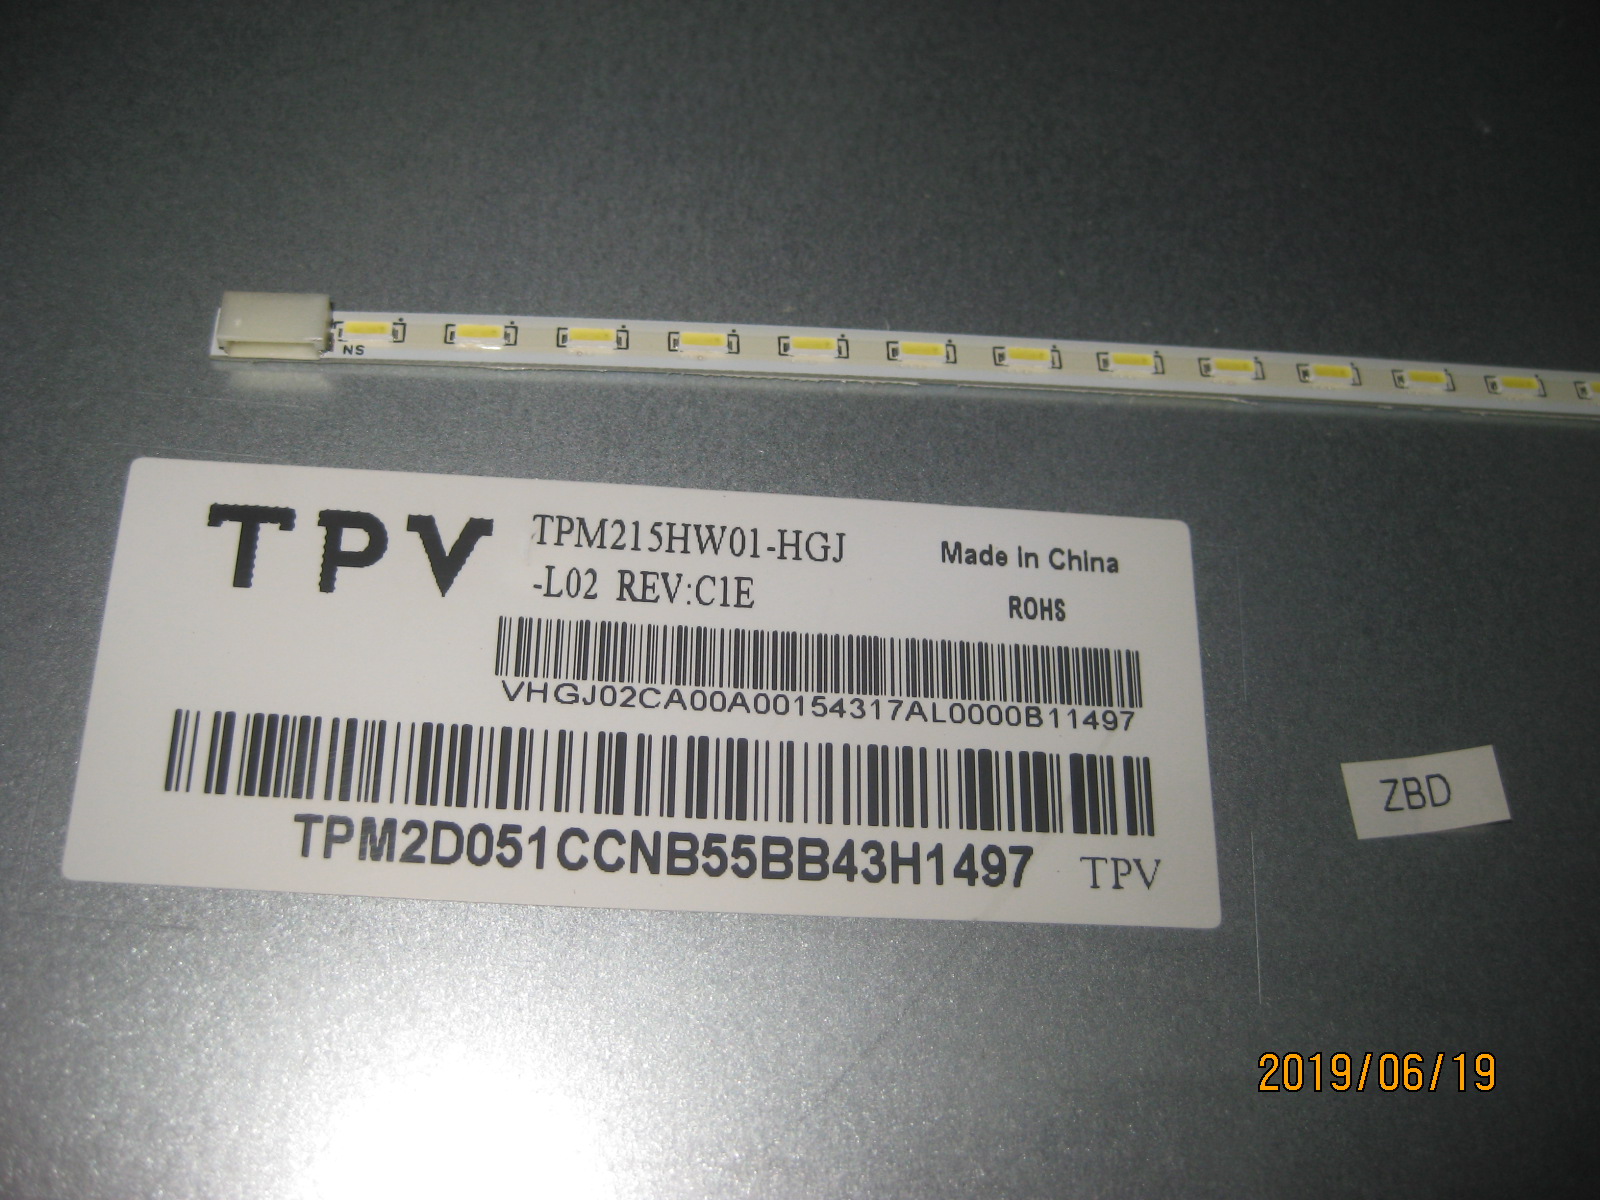 NS
TPV
TPM215HW01-HGJ
-L02 REV:C1E
Made in China
ROHS
VHGJ02CA00A00154317AL0000B11497
TPM2D051CCNB55BB43H1497
TPV
ZBD
2019/06/19